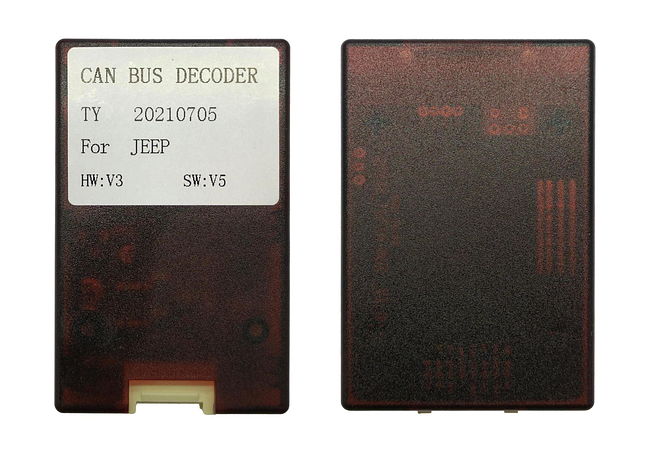 CAN BUS DECODER
TY 20210705
For JEEP
HW:V3 SW:V5